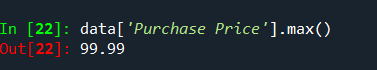 In [22]: data['Purchase Price'].max()
Out[22]: 99.99